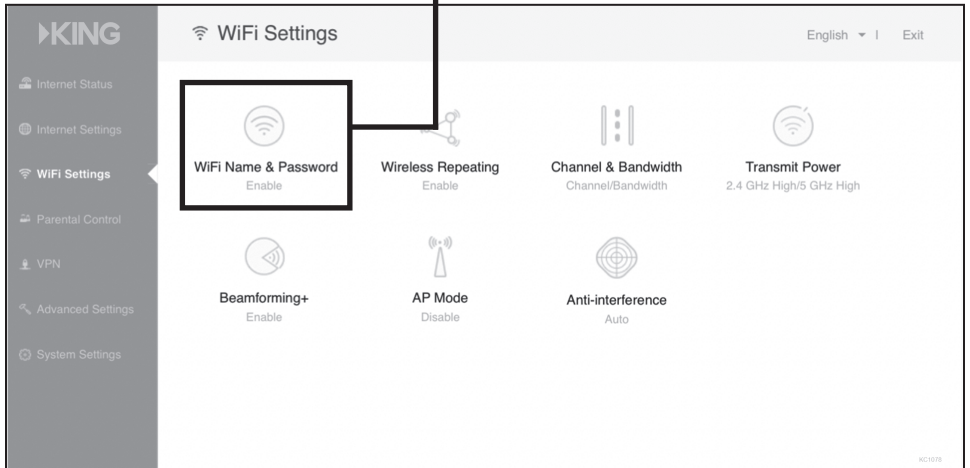 KING
WiFi Settings
English | Exit
Internet Status
Internet Settings
WiFi Settings
Parental Control
VPN
Advanced Settings
System Settings
WiFi Name & Password
Enable
Wireless Repeating
Enable
Channel & Bandwidth
Channel/Bandwidth
Transmit Power
2.4 GHz High/5 GHz High
Beamforming+
Enable
AP Mode
Disable
Anti-interference
Auto